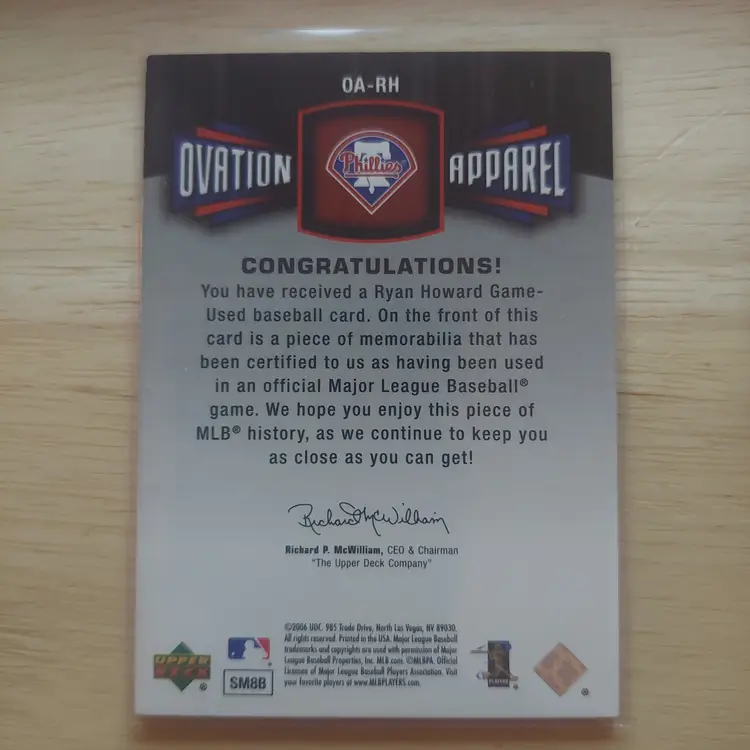 OA-RH
OVATION
Phillies
APPAREL
CONGRATULATIONS!
You have received a Ryan Howard Game-
Used baseball card. On the front of this
card is a piece of memorabilia that has
been certified to us as having been used
in an official Major League Baseball®
game. We hope you enjoy this piece of
MLB® history, as we continue to keep you
as close as you can get!
Richard P. McWilliam
Richard P. McWilliam, CEO & Chairman
"The Upper Deck Company"
©2006 UDC. 985 Trade Drive, North Las Vegas, NV 89030.
All rights reserved. Printed in the USA. Major League Baseball
trademarks and copyrights are used with permission of Major
League Baseball Properties, Inc. MLB.com. ©MLBPA. Official
Licensee of Major League Baseball Players Association. Visit
your favorite players at www.MLBPLAYERS.com.
UPPER
DECK
SM8B
PLAYERS